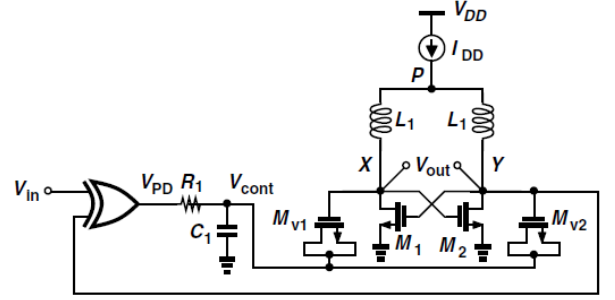 V_DD
I_DD
P
L_1 L_1
X V_out Y
V_in V_PD R_1 V_cont
C_1 M_v1 M_1 M_2 M_v2